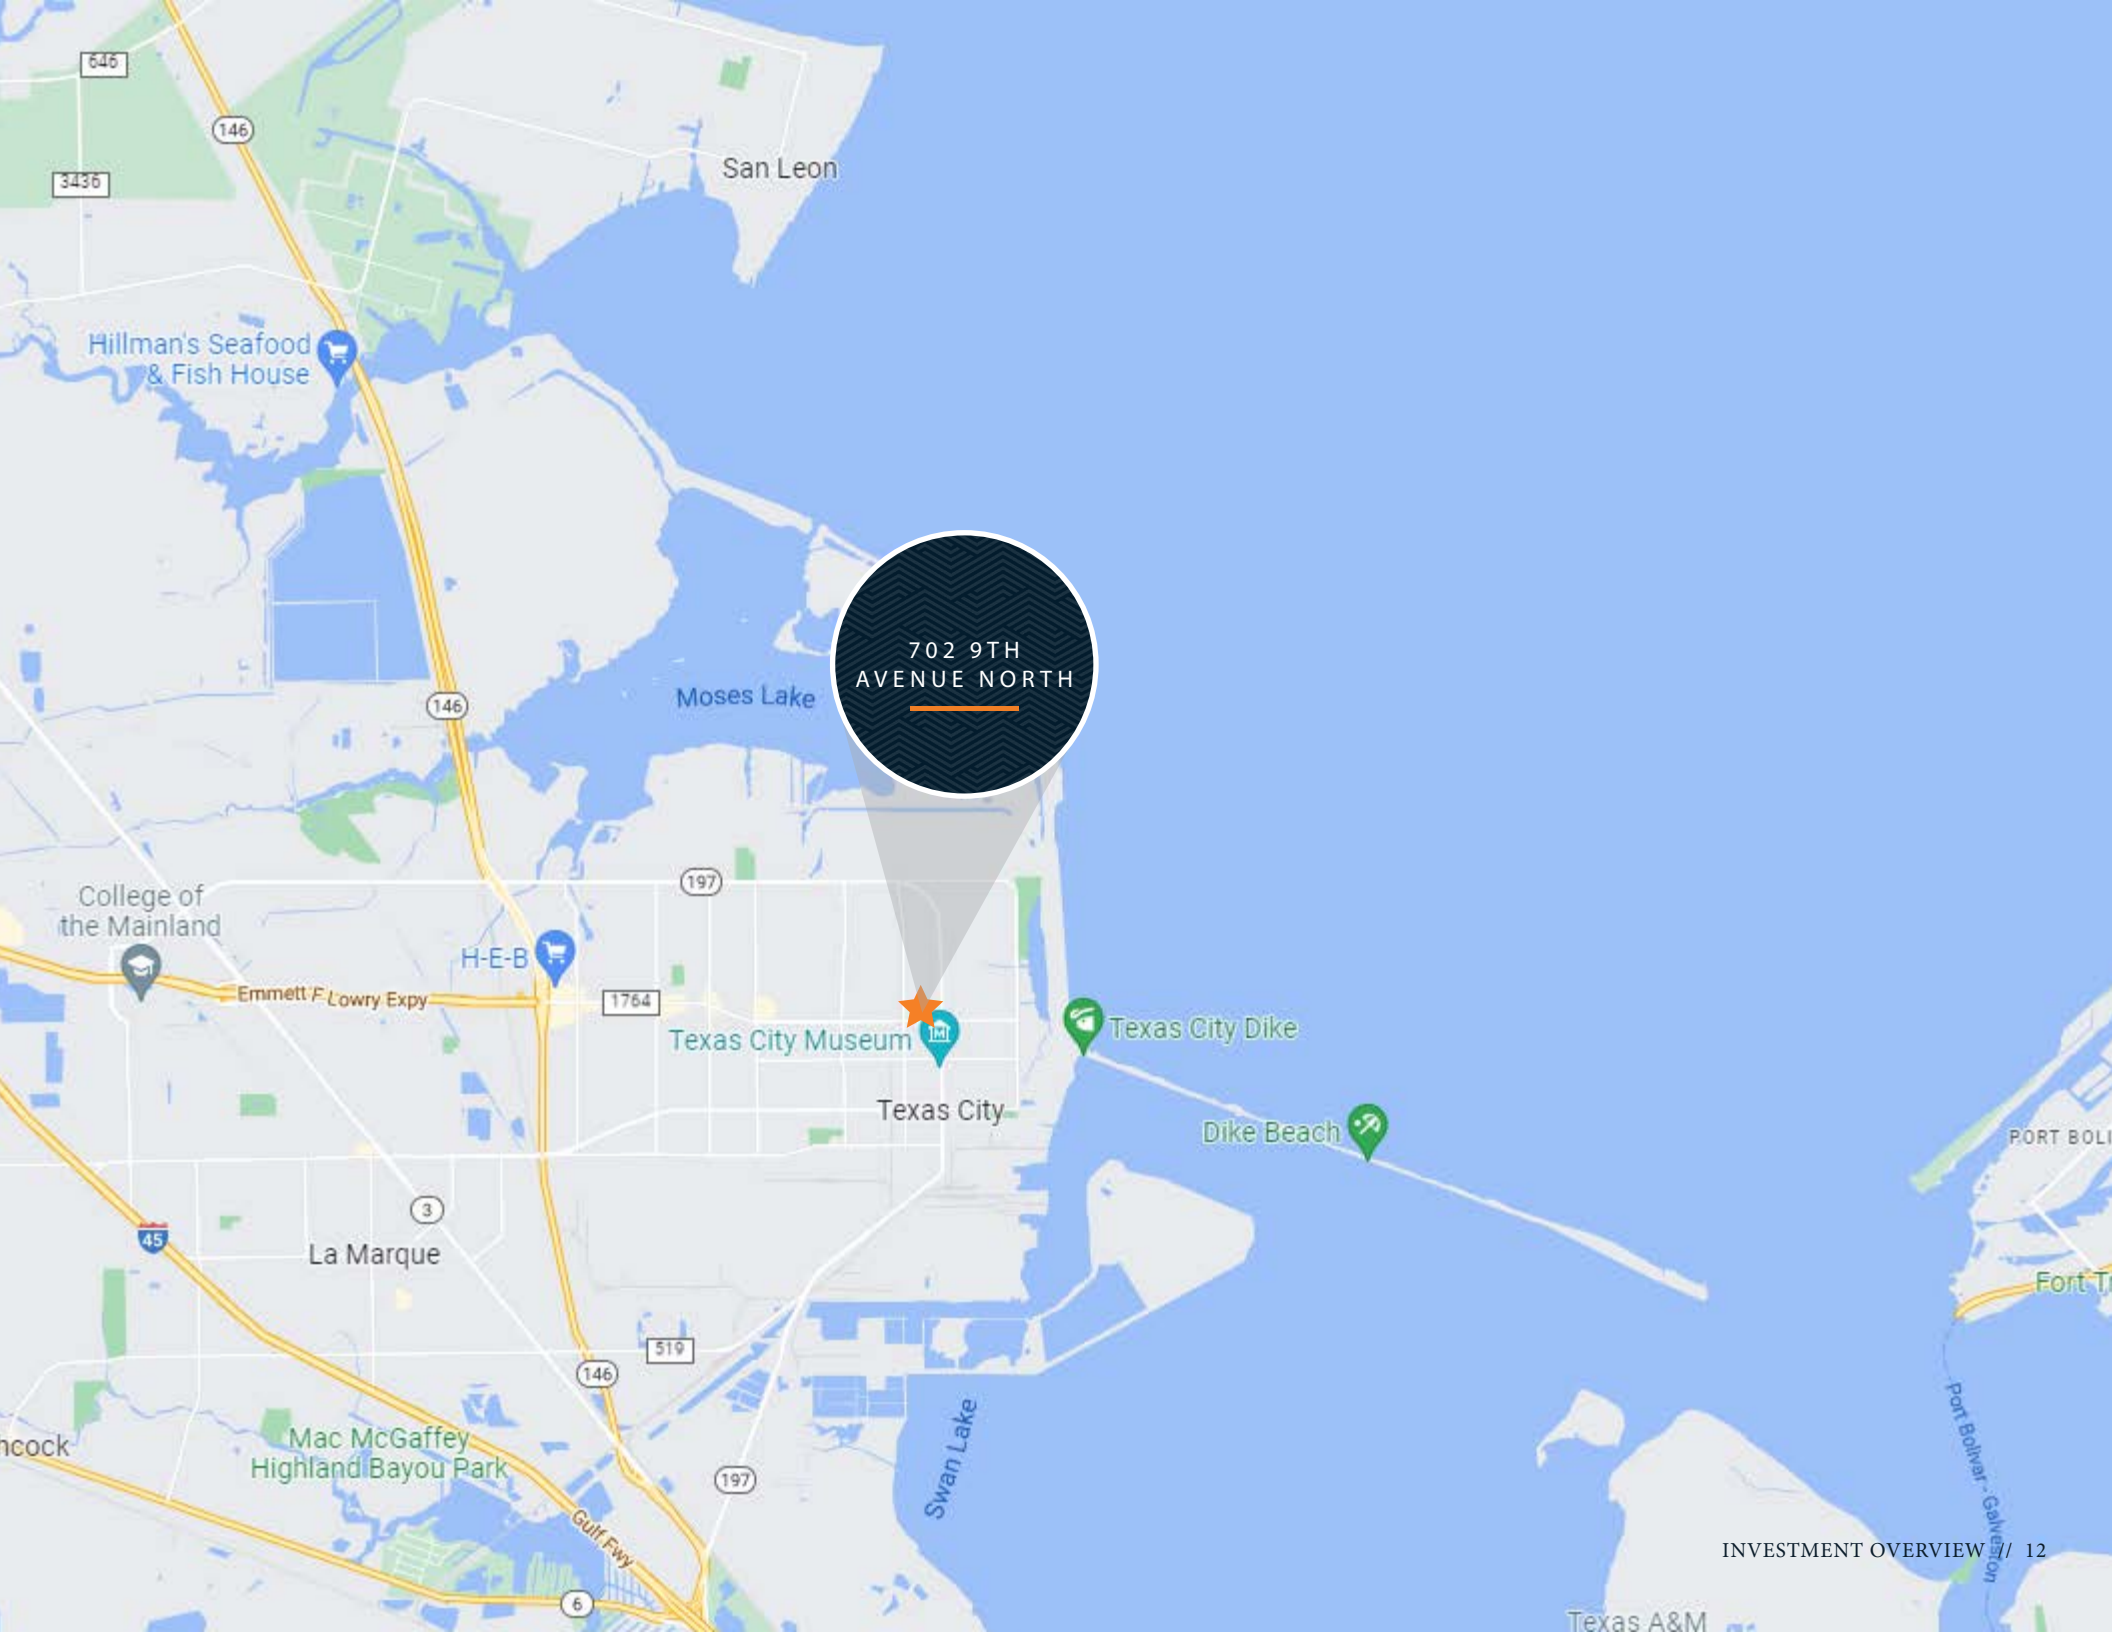 646
146
3436
San Leon
Hillman's Seafood
& Fish House
702 9TH
AVENUE NORTH
Moses Lake
146
197
College of
the Mainland
H-E-B
Emmett F Lowry Expy
1764
Texas City Museum
Texas City Dike
Texas City
Dike Beach
PORT BOLI
3
45
La Marque
Fort T
519
146
Mac McGaffey
Highland Bayou Park
ncock
197
Swan Lake
Port Bolivar - Galveston
Gulf Fwy
INVESTMENT OVERVIEW // 12
6
Texas A&M